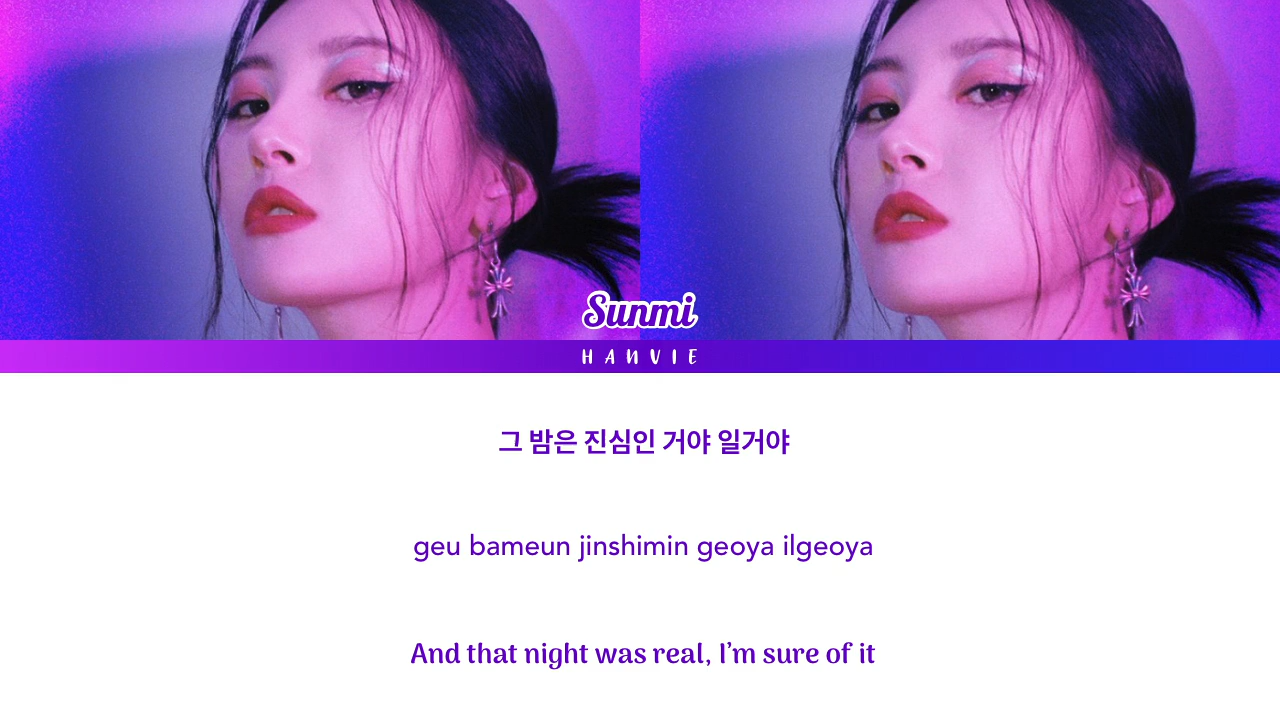 Sunmi
HANVIE
그 밤은 진심인 거야 일거야
geu bameun jinshimin geoya ilgeoya
And that night was real, I'm sure of it